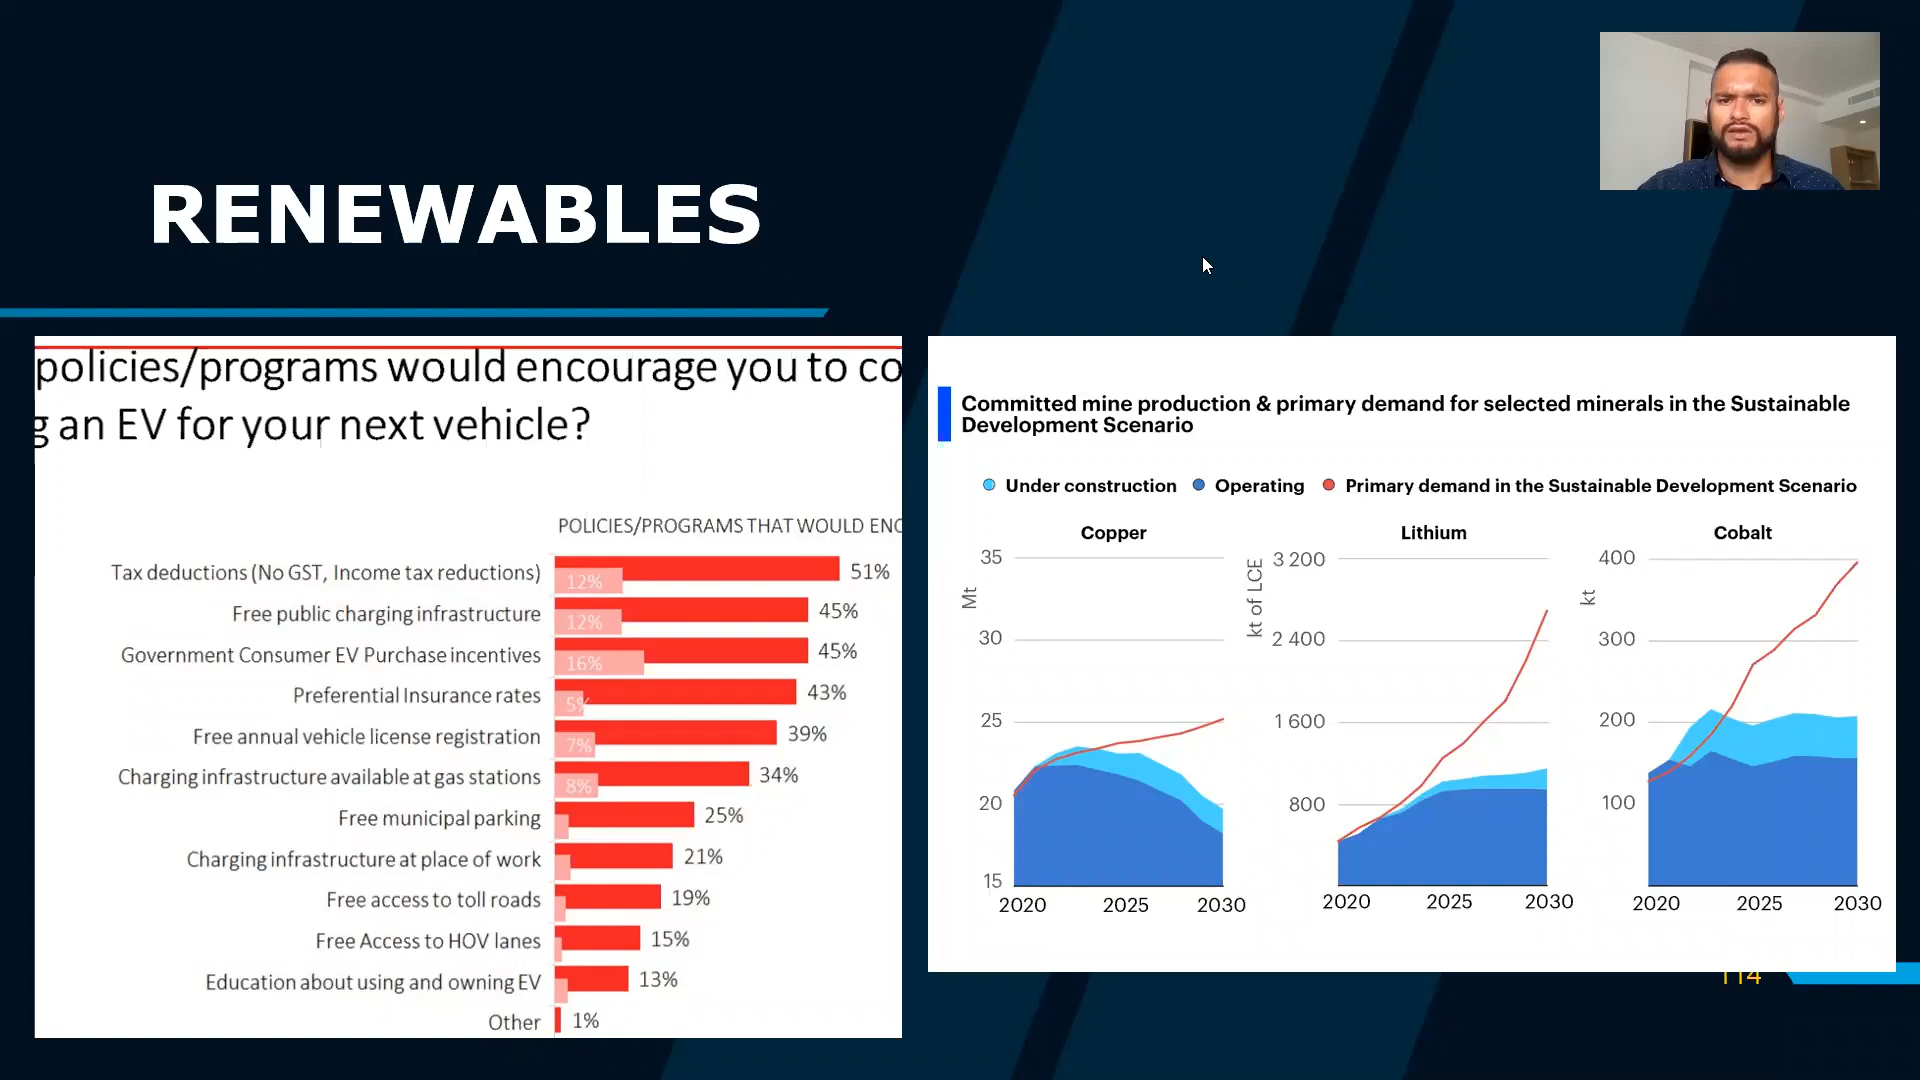 RENEWABLES
policies/programs would encourage you to co
g an EV for your next vehicle?
POLICIES/PROGRAMS THAT WOULD ENC
Tax deductions (No GST, Income tax reductions) 12% 51%
Free public charging infrastructure 12% 45%
Government Consumer EV Purchase incentives 16% 45%
Preferential Insurance rates 5% 43%
Free annual vehicle license registration 7% 39%
Charging infrastructure available at gas stations 8% 34%
Free municipal parking 25%
Charging infrastructure at place of work 21%
Free access to toll roads 19%
Free Access to HOV lanes 15%
Education about using and owning EV 13%
Other 1%
Committed mine production & primary demand for selected minerals in the Sustainable
Development Scenario
Under construction Operating Primary demand in the Sustainable Development Scenario
Copper
35
Mt
30
25
20
15
2020 2025 2030
Lithium
3 200
kt of LCE
2 400
1 600
800
2020 2025 2030
Cobalt
400
kt
300
200
100
2020 2025 2030
114